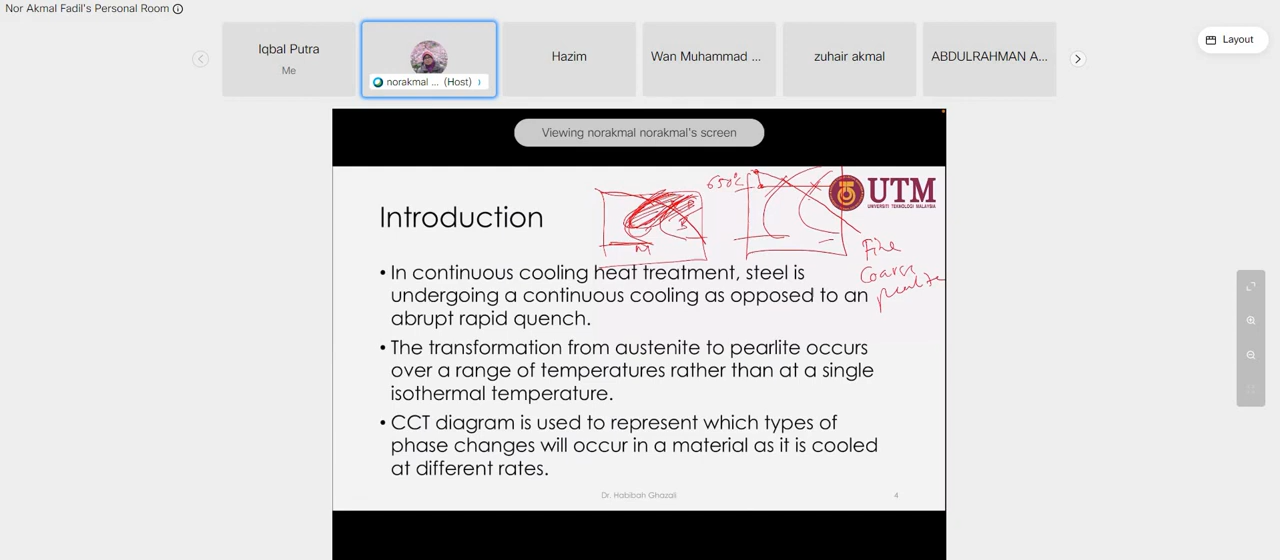 Nor Akmal Fadil's Personal Room
Iqbal Putra
Me
norakmal ... (Host)
Hazim
Wan Muhammad ...
zuhair akmal
ABDULRAHMAN A...
Layout
Viewing norakmal norakmal's screen
650°C
UTM
UNIVERSITI TEKNOLOGI MALAYSIA
Introduction
P
B
M
Fine
Coarse
pearlite
• In continuous cooling heat treatment, steel is
undergoing a continuous cooling as opposed to an
abrupt rapid quench.
• The transformation from austenite to pearlite occurs
over a range of temperatures rather than at a single
isothermal temperature.
• CCT diagram is used to represent which types of
phase changes will occur in a material as it is cooled
at different rates.
Dr. Habibah Ghazali
4